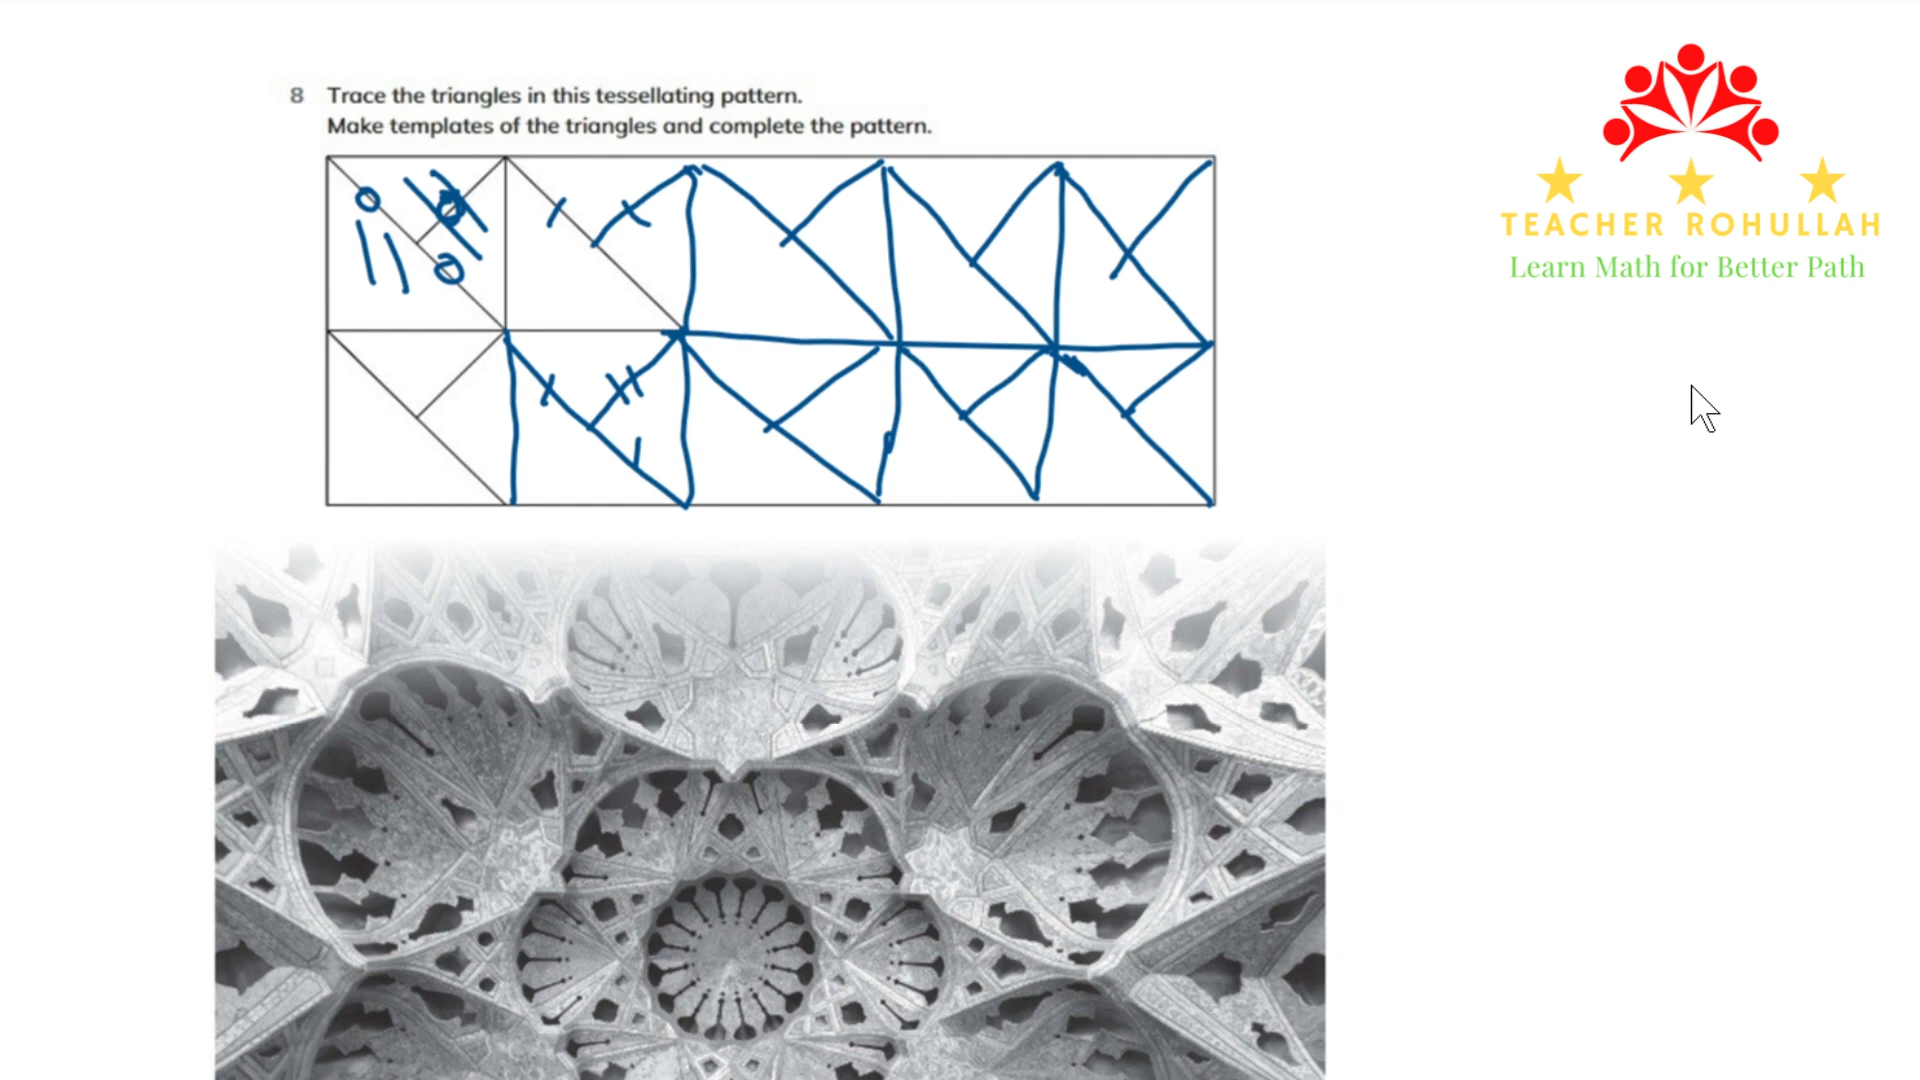 8 Trace the triangles in this tessellating pattern.
Make templates of the triangles and complete the pattern.
TEACHER ROHULLAH
Learn Math for Better Path